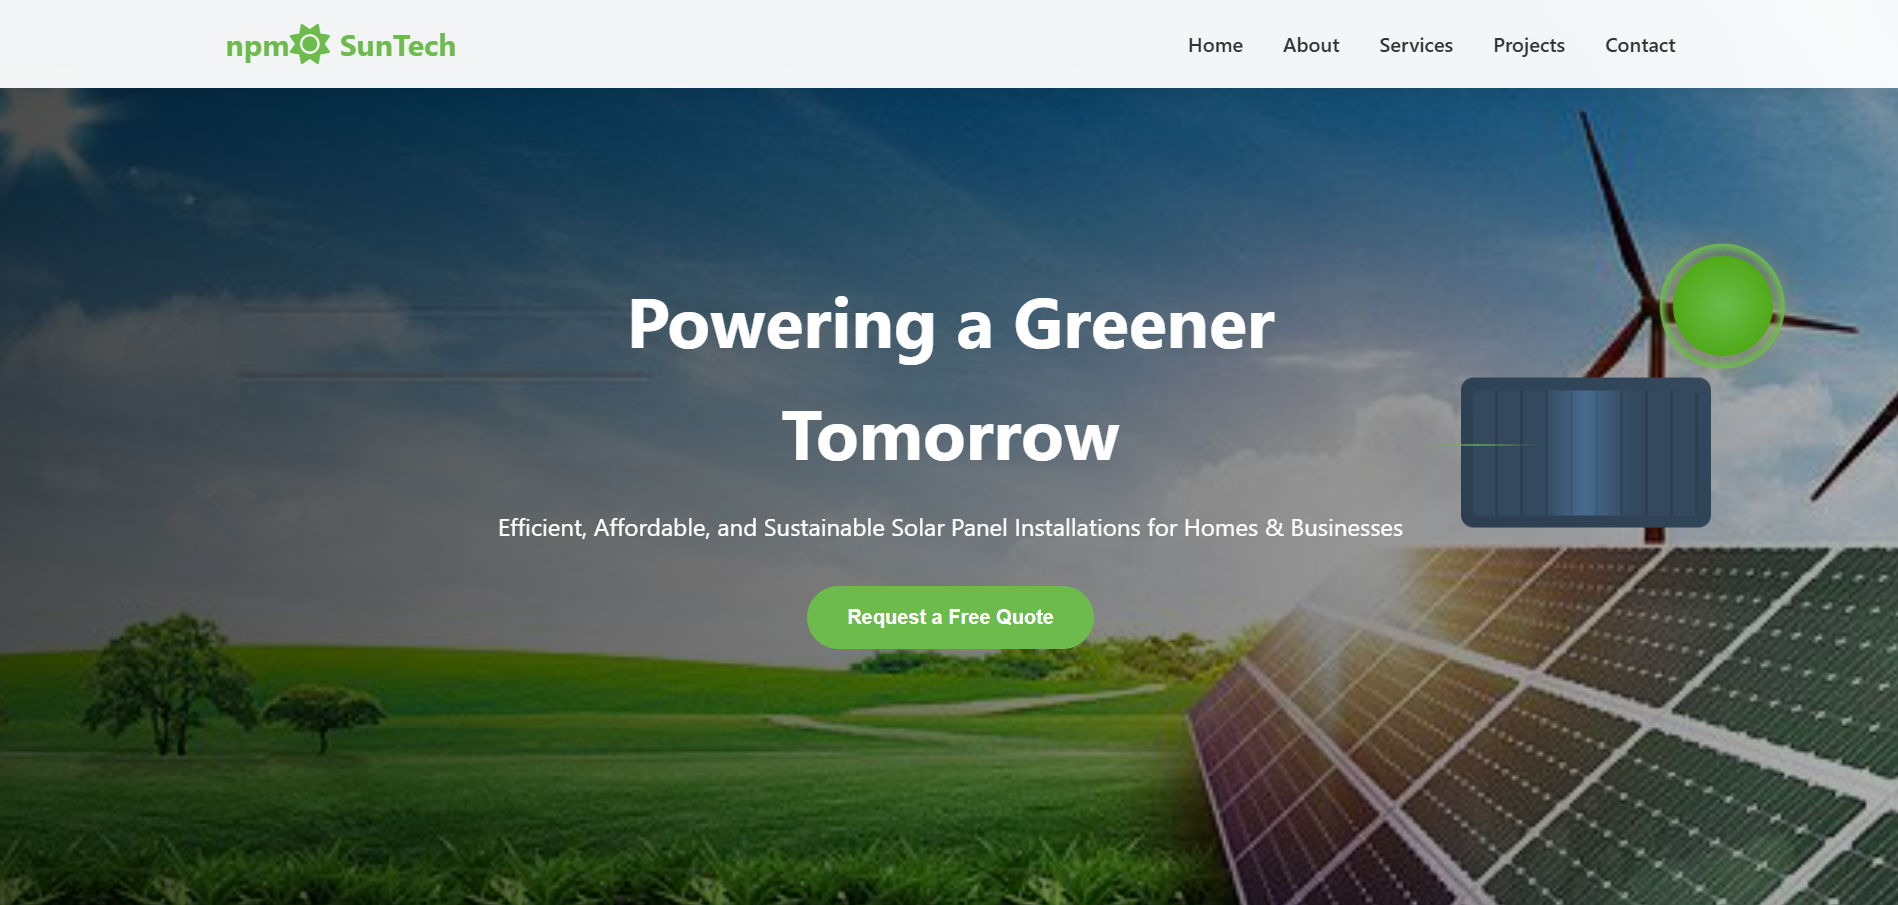 npm SunTech
Home About Services Projects Contact
Powering a Greener
Tomorrow
Efficient, Affordable, and Sustainable Solar Panel Installations for Homes & Businesses
Request a Free Quote